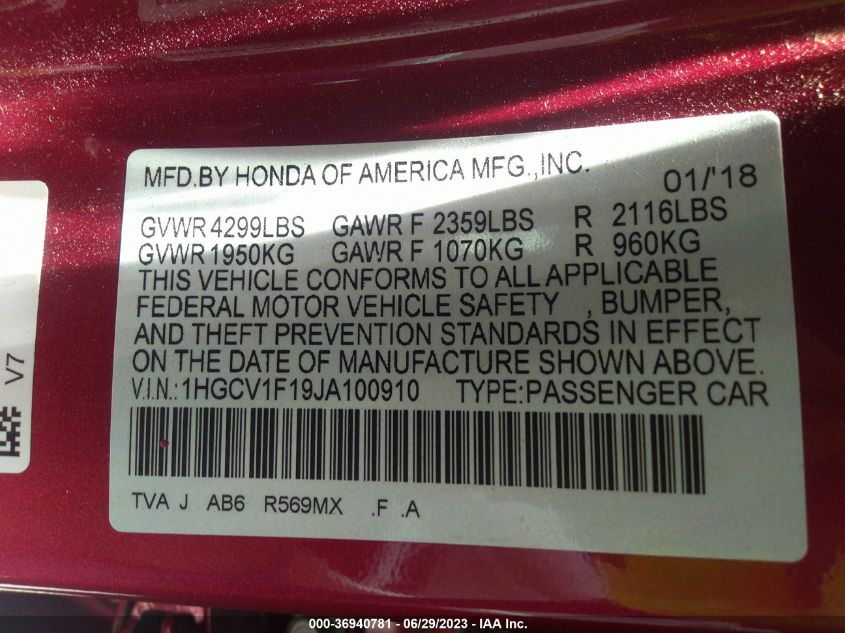 MFD.BY HONDA OF AMERICA MFG.,INC. 01/'18
GVWR 4299LBS GAWR F 2359LBS R 2116LBS
GVWR 1950KG GAWR F 1070KG R 960KG
THIS VEHICLE CONFORMS TO ALL APPLICABLE
FEDERAL MOTOR VEHICLE SAFETY , BUMPER,
AND THEFT PREVENTION STANDARDS IN EFFECT
ON THE DATE OF MANUFACTURE SHOWN ABOVE.
V.I.N.: 1HGCV1F19JA100910 TYPE:PASSENGER CAR
TVA J AB6 R569MX .F .A
V7
000-36940781 - 06/29/2023 - IAA Inc.